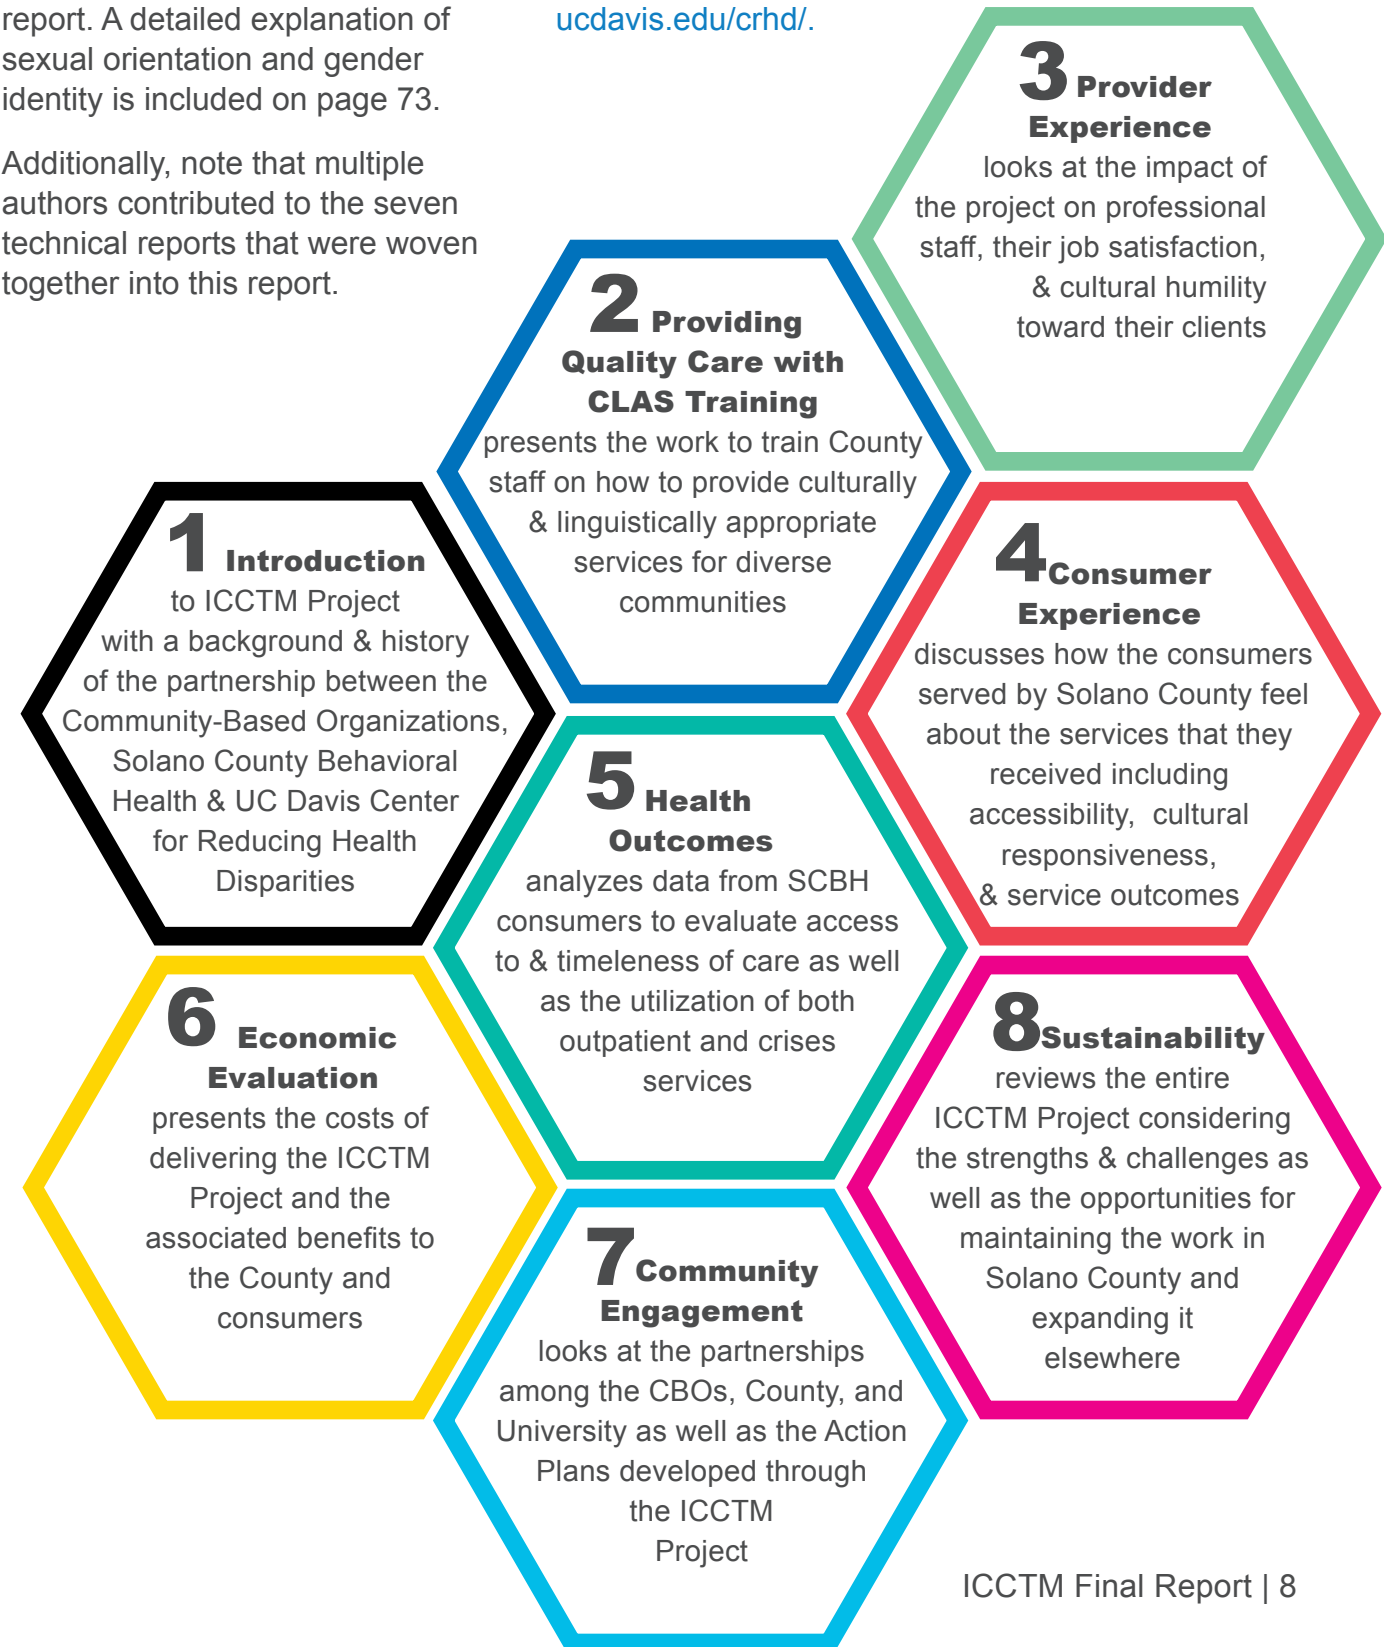 report. A detailed explanation of
sexual orientation and gender
identity is included on page 73.
Additionally, note that multiple
authors contributed to the seven
technical reports that were woven
together into this report.
ucdavis.edu/crhd/.
1 Introduction
to ICCTM Project
with a background & history
of the partnership between the
Community-Based Organizations,
Solano County Behavioral
Health & UC Davis Center
for Reducing Health
Disparities
2 Providing
Quality Care with
CLAS Training
presents the work to train County
staff on how to provide culturally
& linguistically appropriate
services for diverse
communities
3 Provider
Experience
looks at the impact of
the project on professional
staff, their job satisfaction,
& cultural humility
toward their clients
4 Consumer
Experience
discusses how the consumers
served by Solano County feel
about the services that they
received including
accessibility, cultural
responsiveness,
& service outcomes
5 Health
Outcomes
analyzes data from SCBH
consumers to evaluate access
to & timeleness of care as well
as the utilization of both
outpatient and crises
services
6 Economic
Evaluation
presents the costs of
delivering the ICCTM
Project and the
associated benefits to
the County and
consumers
7 Community
Engagement
looks at the partnerships
among the CBOs, County, and
University as well as the Action
Plans developed through
the ICCTM
Project
8 Sustainability
reviews the entire
ICCTM Project considering
the strengths & challenges as
well as the opportunities for
maintaining the work in
Solano County and
expanding it
elsewhere
ICCTM Final Report | 8